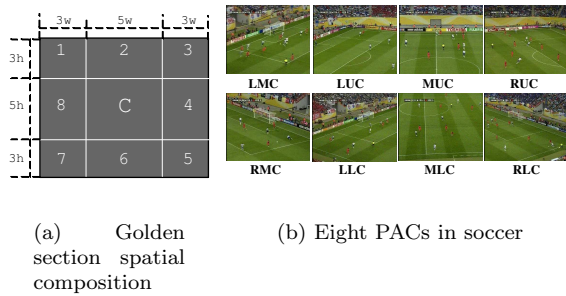 3w 5w 3w
3h 1 2 3
5h 8 C 4
3h 7 6 5
LMC LUC MUC RUC
RMC LLC MLC RLC
(a) Golden
section spatial
composition
(b) Eight PACs in soccer